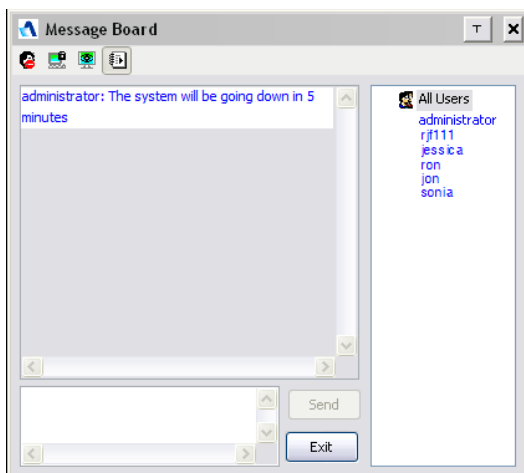 Message Board
T
administrator: The system will be going down in 5
minutes
All Users
administrator
rjf111
jessica
ron
jon
sonia
Send
Exit